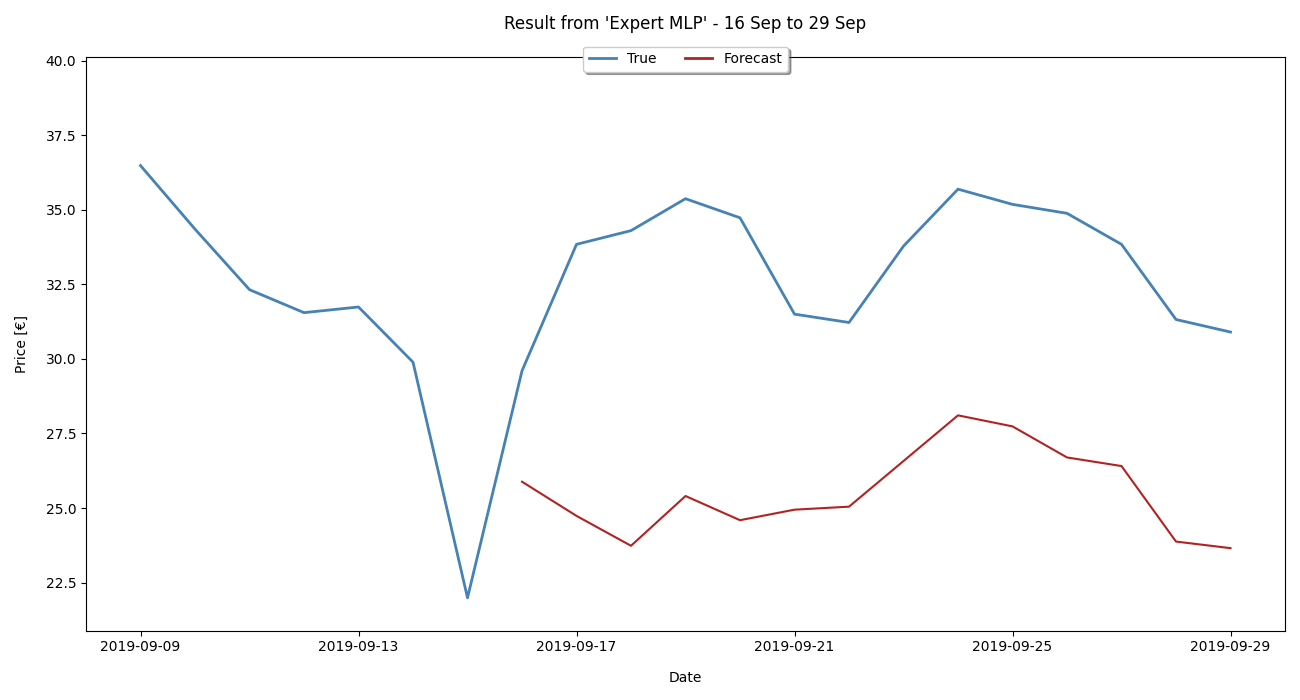 Result from 'Expert MLP' - 16 Sep to 29 Sep
True Forecast
40.0
37.5
35.0
32.5
30.0
27.5
25.0
22.5
Price [€]
2019-09-09 2019-09-13 2019-09-17 2019-09-21 2019-09-25 2019-09-29
Date